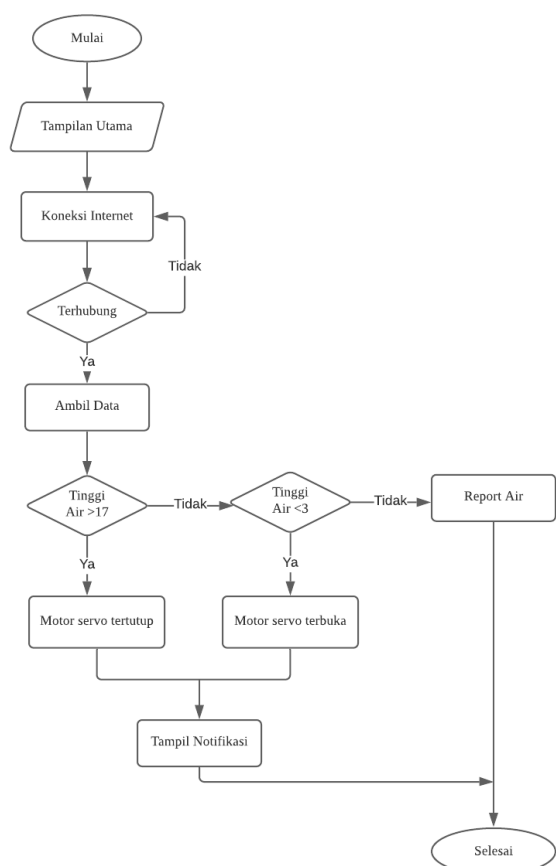 Mulai
Tampilan Utama
Koneksi Internet
Tidak
Terhubung
Ya
Ambil Data
Tinggi
Air >17
Tidak
Tinggi
Air <3
Tidak
Report Air
Ya
Ya
Motor servo tertutup
Motor servo terbuka
Tampil Notifikasi
Selesai